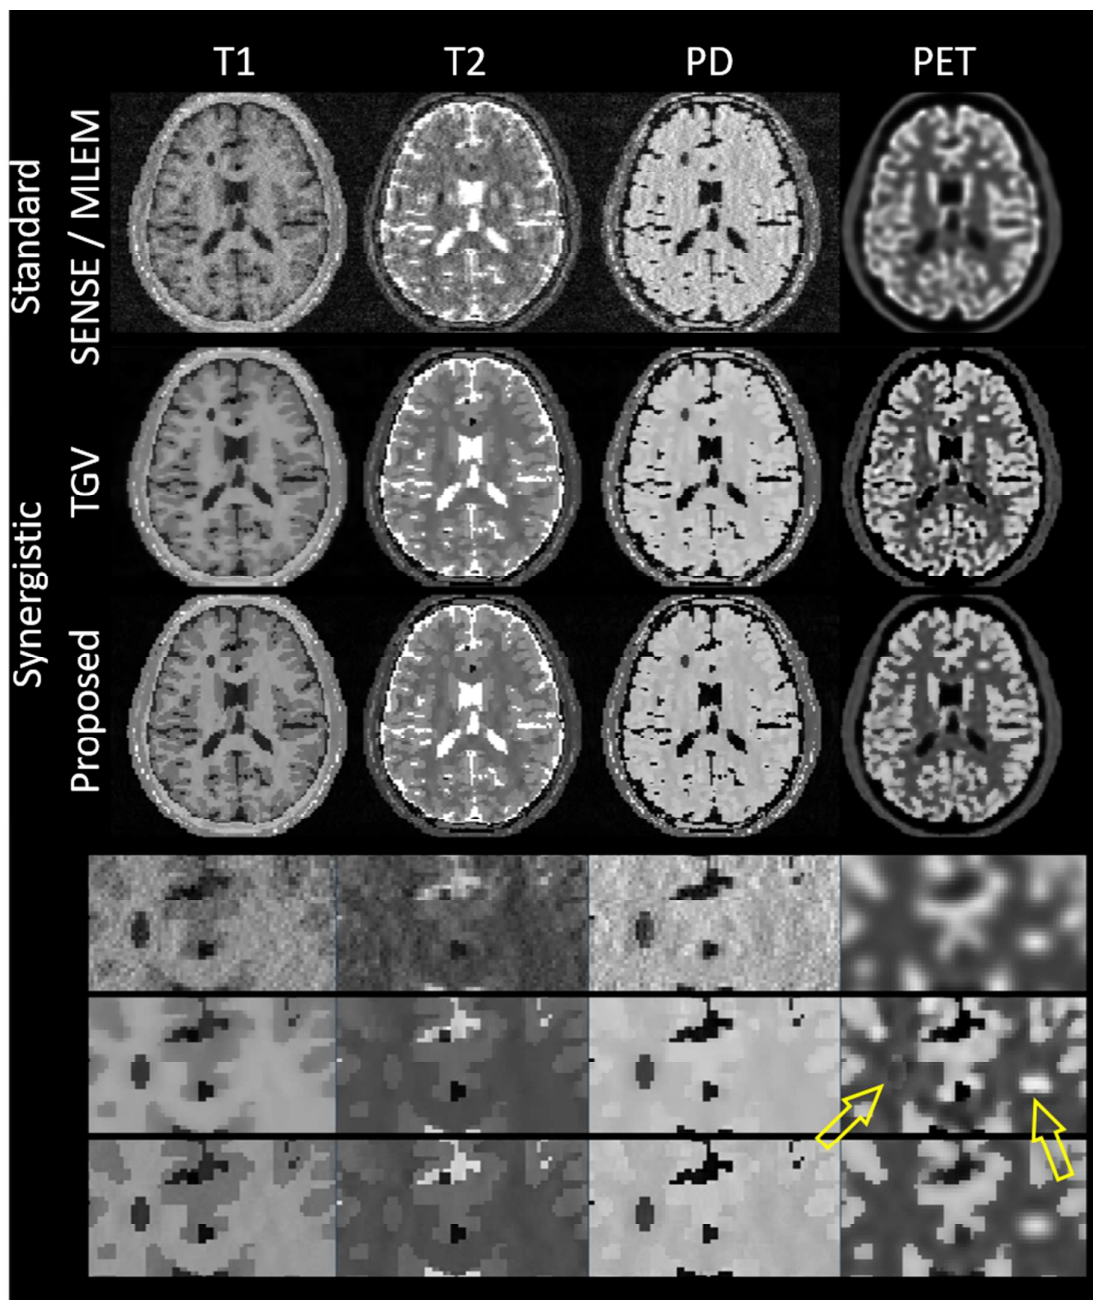 T1 T2 PD PET
Standard
SENSE / MLEM
Synergistic
TGV
Proposed